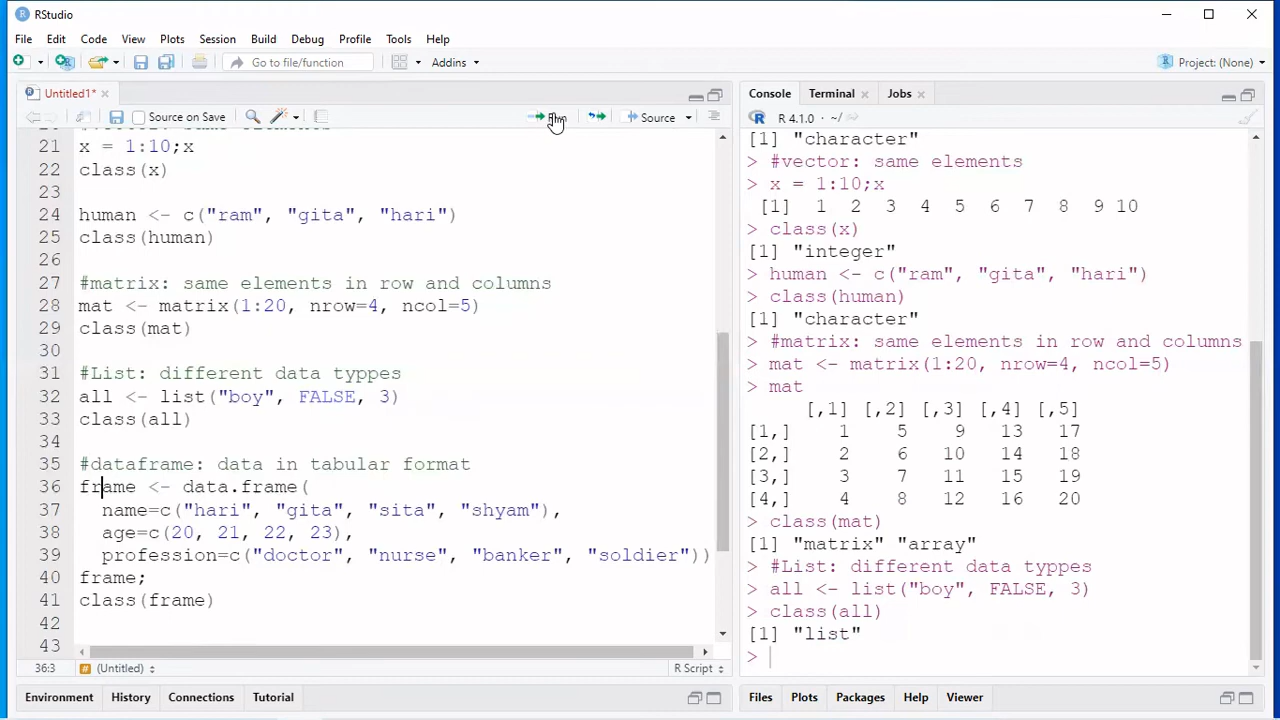 RStudio
File Edit Code View Plots Session Build Debug Profile Tools Help
Go to file/function Addins Project: (None)
Untitled1*
Source on Save Run Source
21 x = 1:10;x
22 class(x)
23
24 human <- c("ram", "gita", "hari")
25 class(human)
26
27 #matrix: same elements in row and columns
28 mat <- matrix(1:20, nrow=4, ncol=5)
29 class(mat)
30
31 #List: different data typpes
32 all <- list("boy", FALSE, 3)
33 class(all)
34
35 #dataframe: data in tabular format
36 frame <- data.frame(
37 name=c("hari", "gita", "sita", "shyam"),
38 age=c(20, 21, 22, 23),
39 profession=c("doctor", "nurse", "banker", "soldier"))
40 frame;
41 class(frame)
42
43
36:3 (Untitled) R Script
Environment History Connections Tutorial
Console Terminal Jobs
R 4.1.0 · ~/
[1] "character"
> #vector: same elements
> x = 1:10;x
[1] 1 2 3 4 5 6 7 8 9 10
> class(x)
[1] "integer"
> human <- c("ram", "gita", "hari")
> class(human)
[1] "character"
> #matrix: same elements in row and columns
> mat <- matrix(1:20, nrow=4, ncol=5)
> mat
[,1] [,2] [,3] [,4] [,5]
[1,] 1 5 9 13 17
[2,] 2 6 10 14 18
[3,] 3 7 11 15 19
[4,] 4 8 12 16 20
> class(mat)
[1] "matrix" "array"
> #List: different data typpes
> all <- list("boy", FALSE, 3)
> class(all)
[1] "list"
>
Files Plots Packages Help Viewer